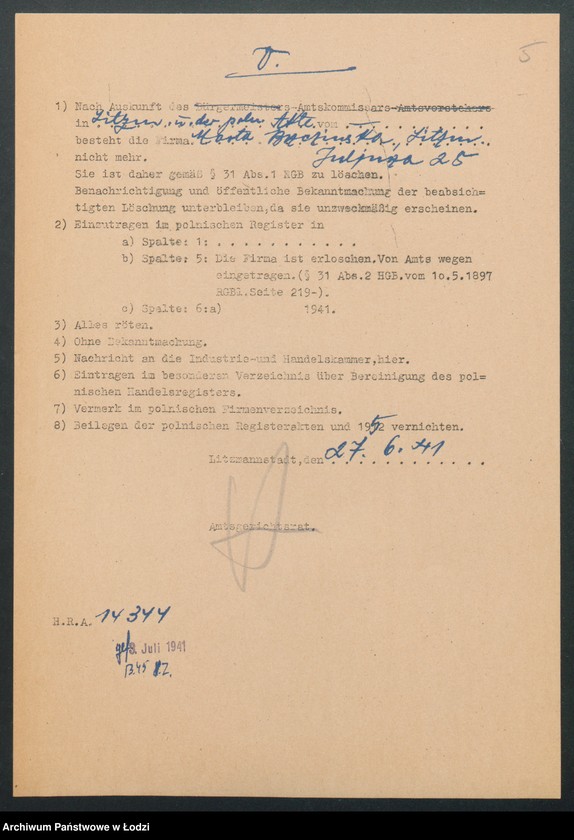 V.
5
1) Nach Auskunft des Bürgermeisters-Amtskommissars-Amtsvorstehers
in Litzm. u. der poln. Akte vom . . . . . .
besteht die Firma Marta Litzm.
Juljusa 25
nicht mehr.
Sie ist daher gemäß § 31 Abs.1 HGB zu löschen.
Benachrichtigung und öffentliche Bekanntmachung der beabsich=
tigten Löschung unterbleiben,da sie unzweckmäßig erscheinen.
2) Einzutragen im polnischen Register in
a) Spalte: 1: . . . . . . . . . . . .
b) Spalte: 5: Die Firma ist erloschen.Von Amts wegen
eingetragen.(§ 31 Abs.2 HGB.vom 1o.5.1897
RGBl.Seite 219-).
c) Spalte: 6:a) 1941.
3) Alles röten.
4) Ohne Bekanntmachung.
5) Nachricht an die Industrie-und Handelskammer,hier.
6) Eintragen im besonderen Verzeichnis über Bereinigung des pol=
nischen Handelsregisters.
7) Vermerk im polnischen Firmenverzeichnis.
8) Beilegen der polnischen Registerakten und 1952 vernichten.
Litzmannstadt,den 27. 6. 41
Amtsgerichtsrat.
H.R.A. 14344
gef. 3. Juli 1941
Archiwum Państwowe w Łodzi